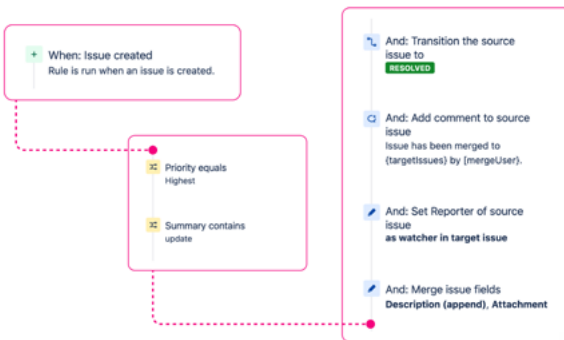 When: Issue created
Rule is run when an issue is created.
Priority equals
Highest
Summary contains
update
And: Transition the source
issue to
RESOLVED
And: Add comment to source
issue
Issue has been merged to
{targetIssues} by [mergeUser}.
And: Set Reporter of source
issue
as watcher in target issue
And: Merge issue fields
Description (append), Attachment